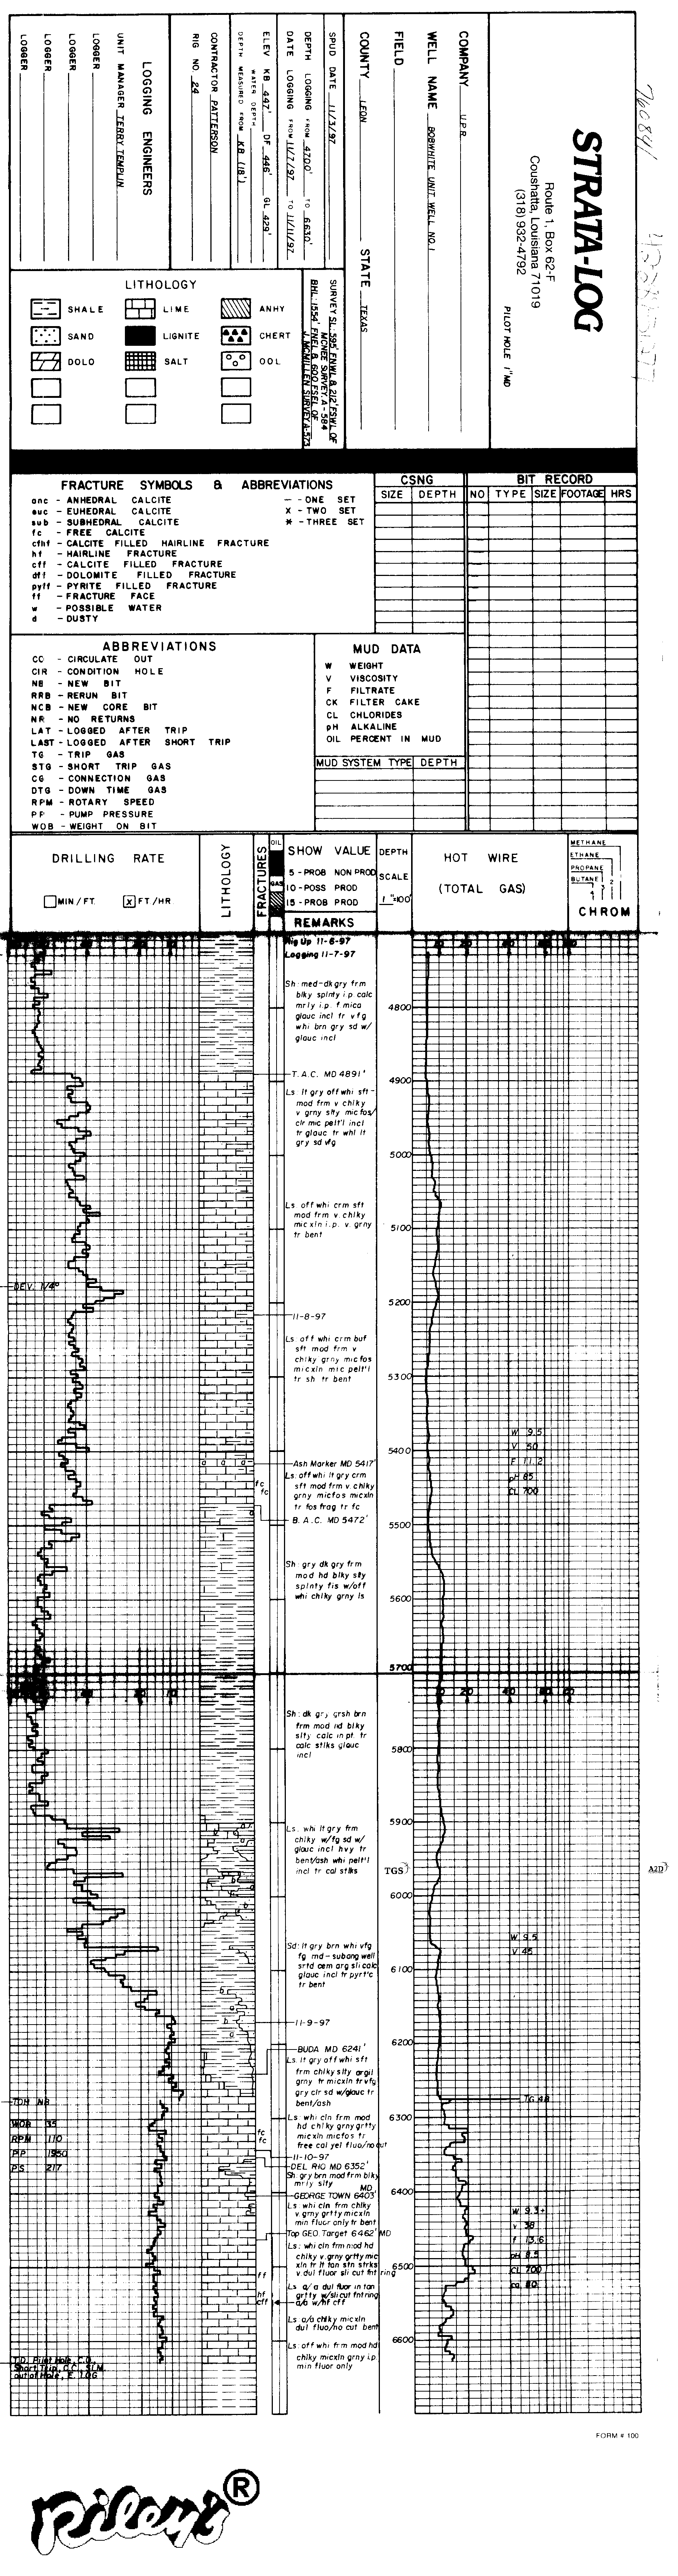 STRATA-LOG
Route 1, Box 62-F
Coushatta, Louisiana 71019
(318) 932-4792
PILOT HOLE 1" MD
COMPANY U.P.R.
WELL NAME BOBWHITE UNIT WELL NO. 1
FIELD
COUNTY LEON STATE TEXAS
SURVEY SL: 595' FNWL & 212' FSWL OF
MCNEE SURVEY A-584
BHL: 1554' FNEL & 600' FSEL OF
J. MCMILLEN SURVEY A-573
SPUD DATE 11/3/97
DEPTH LOGGING FROM 4700' TO 6630'
DATE LOGGING FROM 11/7/97 TO 11/11/97
ELEV KB 447' DF 446' GL 429'
WATER DEPTH
DEPTH MEASURED FROM KB (18')
CONTRACTOR PATTERSON
RIG NO. 24
LOGGING ENGINEERS
UNIT MANAGER TERRY TEMPLIN
LOGGER
LOGGER
LOGGER
LOGGER
LITHOLOGY
SHALE LIME ANHY
SAND LIGNITE CHERT
DOLO SALT OOL
FRACTURE SYMBOLS & ABBREVIATIONS
anc - ANHEDRAL CALCITE
euc - EUHEDRAL CALCITE
sub - SUBHEDRAL CALCITE
fc - FREE CALCITE
cfhf - CALCITE FILLED HAIRLINE FRACTURE
hf - HAIRLINE FRACTURE
cff - CALCITE FILLED FRACTURE
dff - DOLOMITE FILLED FRACTURE
pyff - PYRITE FILLED FRACTURE
ff - FRACTURE FACE
w - POSSIBLE WATER
d - DUSTY
- - ONE SET
X - TWO SET
* - THREE SET
CSNG
SIZE DEPTH
BIT RECORD
NO TYPE SIZE FOOTAGE HRS
ABBREVIATIONS
CO - CIRCULATE OUT
CIR - CONDITION HOLE
NB - NEW BIT
RRB - RERUN BIT
NCB - NEW CORE BIT
NR - NO RETURNS
LAT - LOGGED AFTER TRIP
LAST - LOGGED AFTER SHORT TRIP
TG - TRIP GAS
STG - SHORT TRIP GAS
CG - CONNECTION GAS
DTG - DOWN TIME GAS
RPM - ROTARY SPEED
PP - PUMP PRESSURE
WOB - WEIGHT ON BIT
MUD DATA
W WEIGHT
V VISCOSITY
F FILTRATE
CK FILTER CAKE
CL CHLORIDES
pH ALKALINE
OIL PERCENT IN MUD
MUD SYSTEM TYPE DEPTH
DRILLING RATE
MIN/FT. X FT/HR
LITHOLOGY
FRACTURES
OIL
GAS
SHOW VALUE
5 - PROB NON PROD
10 - POSS PROD
15 - PROB PROD
REMARKS
DEPTH
SCALE
1"=100'
HOT WIRE
(TOTAL GAS)
METHANE
ETHANE
PROPANE
BUTANE
CHROM
Rig Up 11-6-97
Logging 11-7-97
Sh: med-dk gry frm
blky splnty i.p. calc
mrly i.p. f mica
glauc incl tr vfg
whi brn gry sd w/
glauc incl
4800
T.A.C. MD 4891'
4900
Ls lt gry off whi sft-
mod frm v chlky
v grny slty micfos/
clr mic pelt'l incl
tr glauc tr whi lt
gry sd vfg
5000
Ls off whi crm sft
mod frm v. chlky
micxln i.p. v. grny
tr bent
5100
DEV. 1/4°
5200
11-8-97
Ls off whi crm buf
sft mod frm v
chlky grny micfos
micxln mic pelt'l
tr sh tr bent
5300
W 9.5
V 50
F 11.2
pH 85
CL 700
5400
Ash Marker MD 5417'
Ls. off whi lt gry crm
sft mod frm v chlky
grny micfos micxln
tr fos frag tr fc
fc
fc
B.A.C. MD 5472'
5500
Sh: gry dk gry frm
mod hd blky slty
splnty fis w/off
whi chlky grny ls
5600
5700
Sh: dk gry grsh brn
frm mod hd blky
slty calc in pt. tr
calc stlks glauc
incl
5800
5900
Ls. whi lt gry frm
chlky w/fg sd w/
glauc incl hvy tr
bent/ash whi pelt'l
incl tr cal stlks
TGS
A2D
6000
Sd: lt gry brn whi vfg
fg md-subang well
srtd cem arg sli calc
glauc incl tr pyrt'c
tr bent
W 9.5
V 45
6100
11-9-97
6200
BUDA MD 6241'
Ls lt gry off whi sft
frm chlky slty argil
grny tr micxln tr vfg
gry clr sd w/glauc tr
bent/ash
TG 48
TOH NB
WOB 35
RPM 110
P.P 1950
P/S 217
6300
Ls whi cln frm mod
hd chlky grny grtty
micxln micfos tr
free cal yel fluo/no cut
fc
fc
11-10-97
DEL RIO MD 6352'
Sh gry brn mod frm blky
mrly slty
6400
GEORGE TOWN 6403' MD
Ls whi cln frm chlky
v grny grtty micxln
min fluor only tr bent
W 9.3+
v 38
f 13.6
pH 8.5
CL 700
Top GEO. Target 6462' MD
Ls: whi cln frm mod hd
chlky v. grny grtty mic
xln tr lt tan stn strks
v. dul fluor sli cut fnt ring
6500
ff
hf
cff
Ls a/a dul fluor in tan
grtty w/sli cut fnt ring
a/a w/hf cff
Ls a/a chlky micxln
dul fluo/no cut bent
6600
Ls: off whi frm mod hd
chlky micxln grny i.p.
min fluor only
T.D. Pilot Hole, C.O.,
Short Trip, C.C. SLM.
out of Hole, E. LOG
FORM # 100
Riley's®